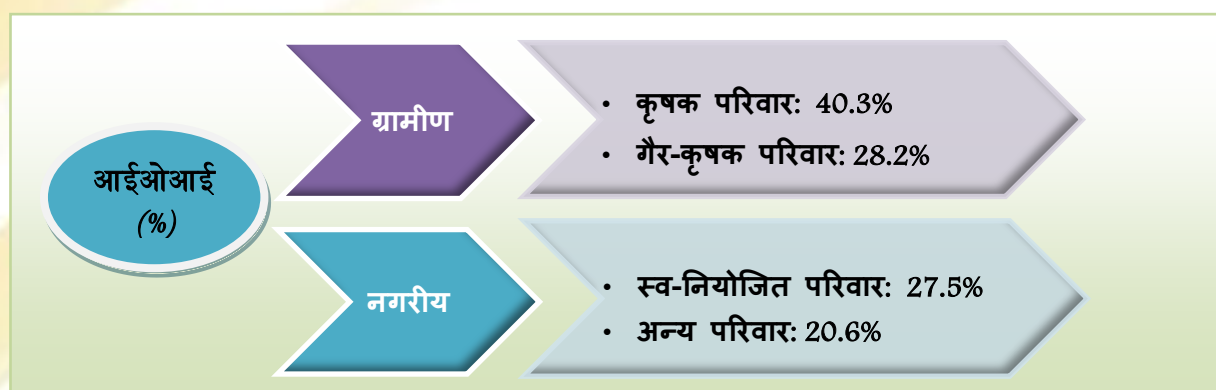 आईओआई
(%)
ग्रामीण
• कृषक परिवार: 40.3%
• गैर-कृषक परिवार: 28.2%
नगरीय
• स्व-नियोजित परिवार: 27.5%
• अन्य परिवार: 20.6%